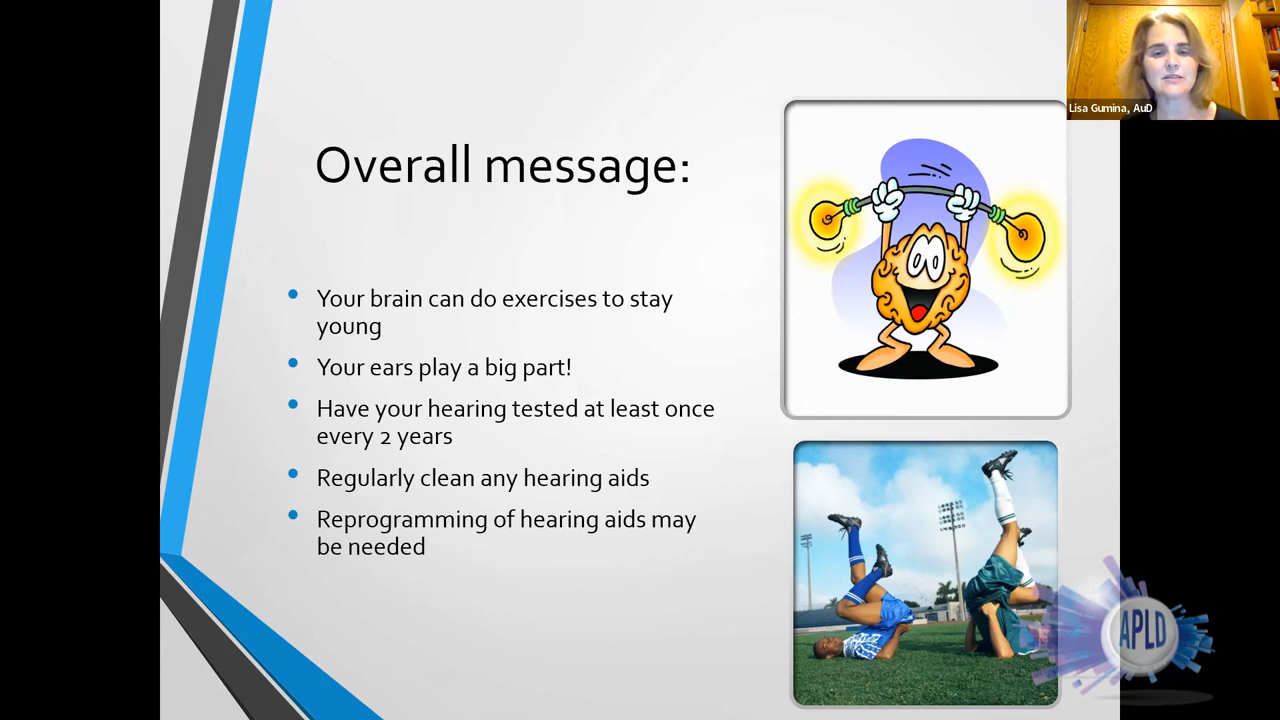 Lisa Gumina, AuD
Overall message:
Your brain can do exercises to stay
young
Your ears play a big part!
Have your hearing tested at least once
every 2 years
Regularly clean any hearing aids
Reprogramming of hearing aids may
be needed
APLD